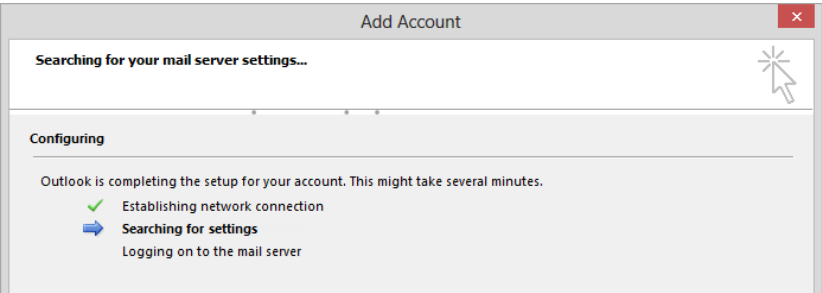 Add Account
Searching for your mail server settings...
Configuring
Outlook is completing the setup for your account. This might take several minutes.
Establishing network connection
Searching for settings
Logging on to the mail server